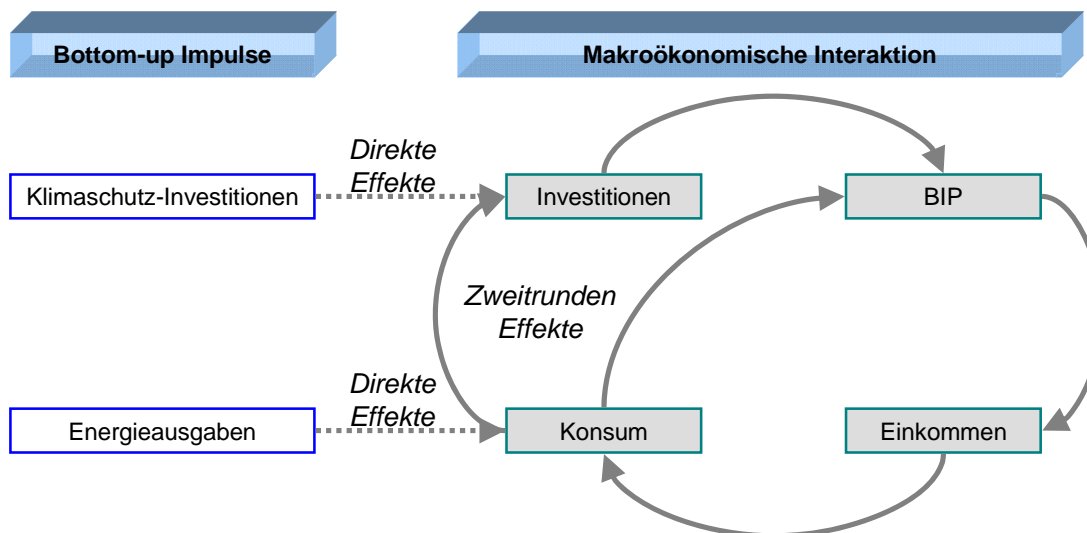 Bottom-up Impulse
Makroökonomische Interaktion
Direkte
Effekte
Klimaschutz-Investitionen
Investitionen
BIP
Zweitrunden
Effekte
Direkte
Effekte
Energieausgaben
Konsum
Einkommen